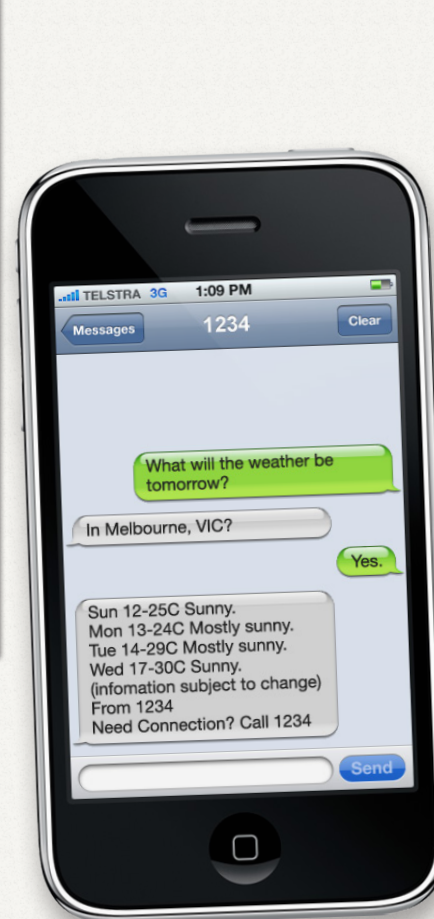 TELSTRA 3G 1:09 PM
Messages 1234 Clear
What will the weather be
tomorrow?
In Melbourne, VIC?
Yes.
Sun 12-25C Sunny.
Mon 13-24C Mostly sunny.
Tue 14-29C Mostly sunny.
Wed 17-30C Sunny.
(infomation subject to change)
From 1234
Need Connection? Call 1234
Send